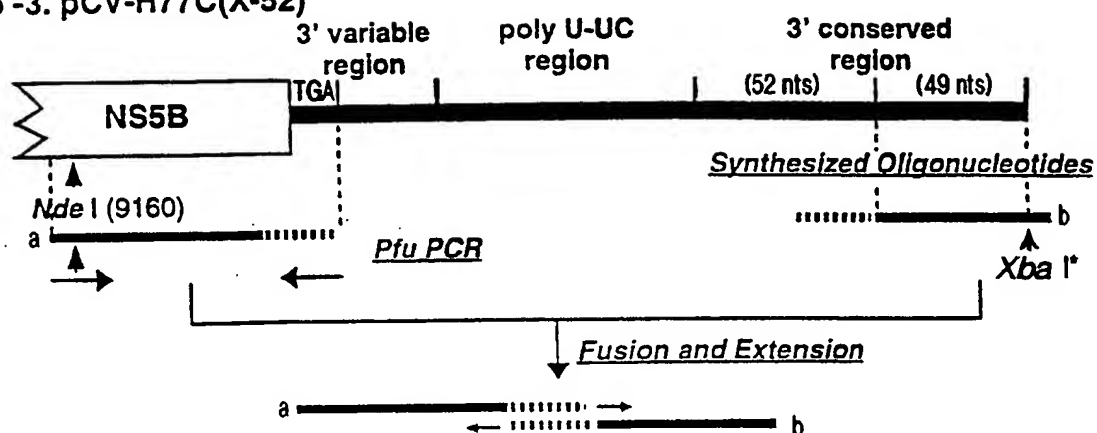 -3. pCV-H77C(X-52)
3' variable region
poly U-UC region
3' conserved region
TGA
(52 nts)
(49 nts)
NS5B
Synthesized Oligonucleotides
Nde I (9160)
a
b
Pfu PCR
Xba I*
Fusion and Extension
a
b